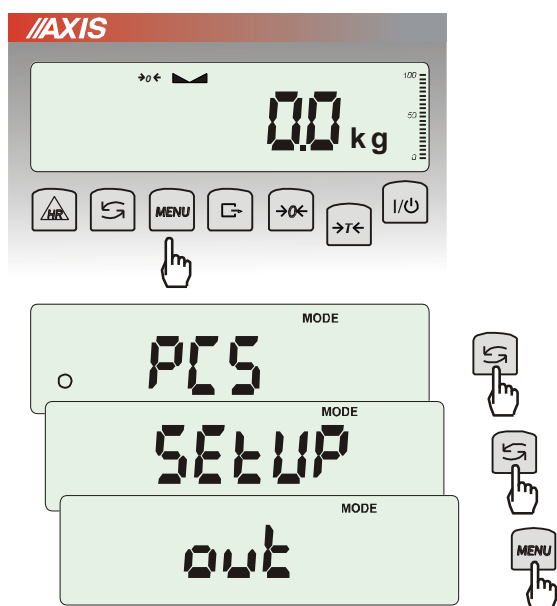 //AXIS
→0←
100
50
0
0.0 kg
HR
MENU
→0←
→T←
I/⏻
MODE
PCS
MODE
SEtUP
MODE
out
MENU